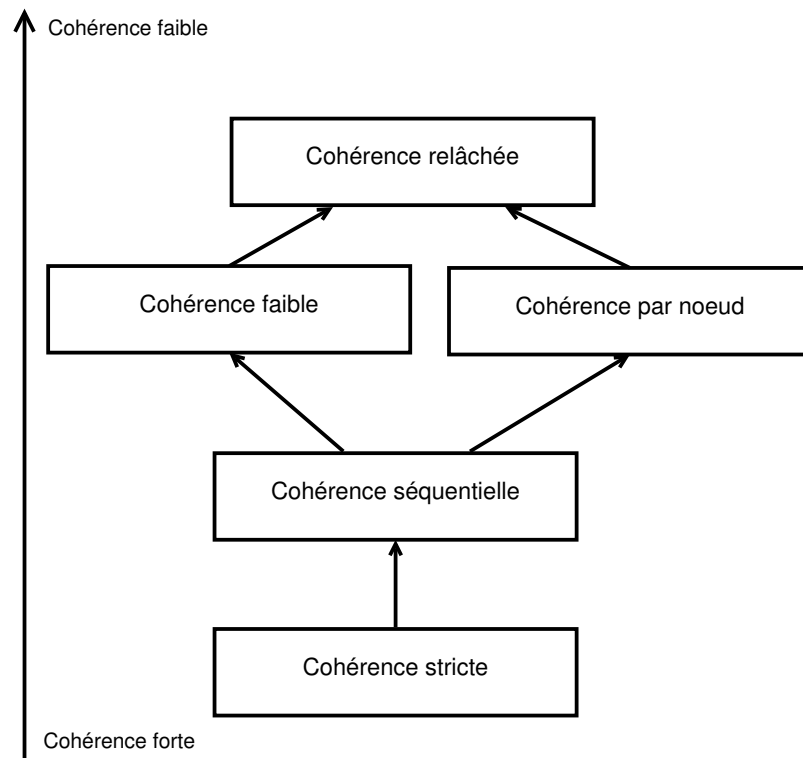 Cohérence faible
Cohérence relâchée
Cohérence faible
Cohérence par noeud
Cohérence séquentielle
Cohérence stricte
Cohérence forte